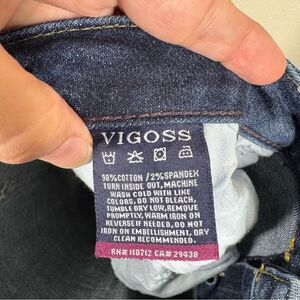 VIGOSS
98% COTTON / 2% SPANDEX
TURN INSIDE OUT, MACHINE
WASH COLD WITH LIKE
COLORS, DO NOT BLEACH,
TUMBLE DRY LOW, REMOVE
PROMPTLY, WARM IRON ON
REVERSE IF NEEDED, DO NOT
IRON ON EMBELLISHMENT, DRY
CLEAN RECOMMENDED.
RN# 110712 CA# 29438